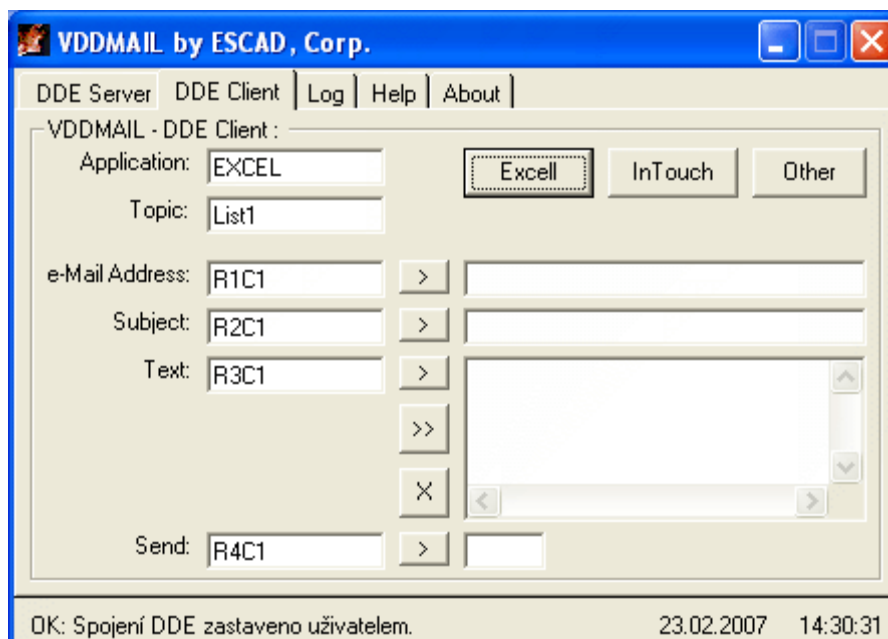 VDDMAIL by ESCAD, Corp.
DDE Server DDE Client Log Help About
VDDMAIL - DDE Client :
Application: EXCEL Excell InTouch Other
Topic: List1
e-Mail Address: R1C1 >
Subject: R2C1 >
Text: R3C1 >
>>
X
Send: R4C1 >
OK: Spojení DDE zastaveno uživatelem. 23.02.2007 14:30:31